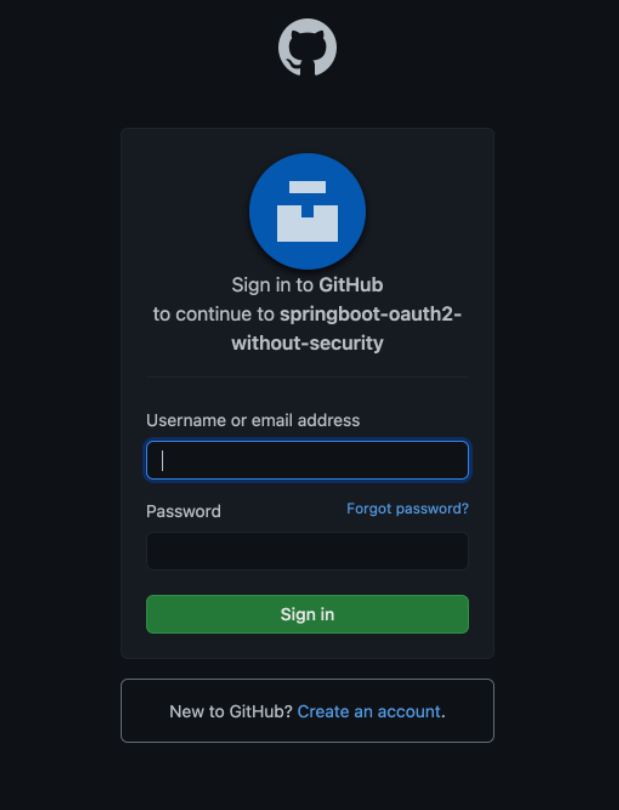 Sign in to GitHub
to continue to springboot-oauth2-
without-security
Username or email address
Password
Forgot password?
Sign in
New to GitHub? Create an account.